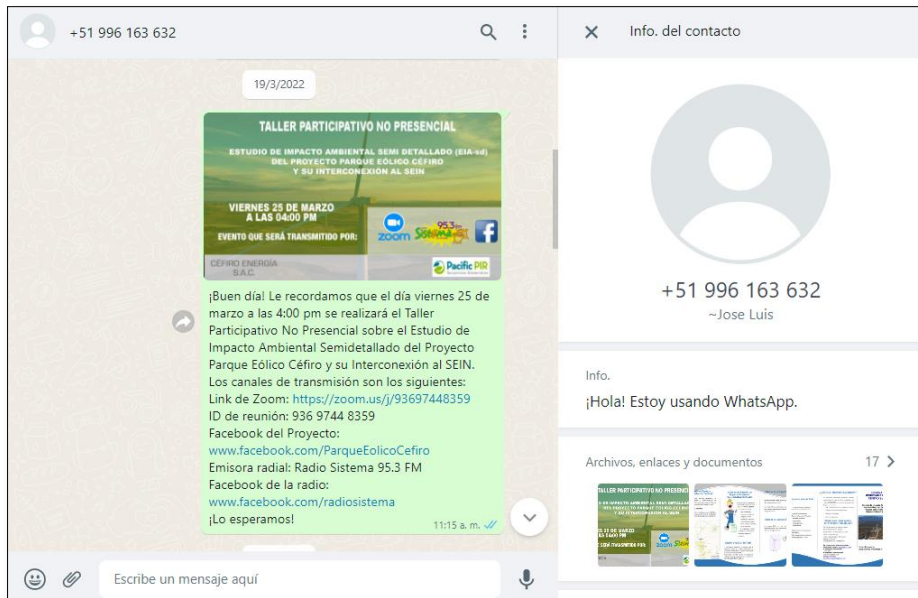 +51 996 163 632
19/3/2022
TALLER PARTICIPATIVO NO PRESENCIAL
ESTUDIO DE IMPACTO AMBIENTAL SEMI DETALLADO (EIA-sd)
DEL PROYECTO PARQUE EÓLICO CÉFIRO
Y SU INTERCONEXIÓN AL SEIN
VIERNES 25 DE MARZO
A LAS 04:00 PM
EVENTO QUE SERÁ TRANSMITIDO POR:
zoom
95.3
Sistema
CÉFIRO ENERGÍA
S.A.C.
Pacific PIR
¡Buen día! Le recordamos que el día viernes 25 de
marzo a las 4:00 pm se realizará el Taller
Participativo No Presencial sobre el Estudio de
Impacto Ambiental Semidetallado del Proyecto
Parque Eólico Céfiro y su Interconexión al SEIN.
Los canales de transmisión son los siguientes:
Link de Zoom: https://zoom.us/j/93697448359
ID de reunión: 936 9744 8359
Facebook del Proyecto:
www.facebook.com/ParqueEolicoCefiro
Emisora radial: Radio Sistema 95.3 FM
Facebook de la radio:
www.facebook.com/radiosistema
¡Lo esperamos!
11:15 a. m.
Escribe un mensaje aquí
Info. del contacto
+51 996 163 632
~Jose Luis
Info.
¡Hola! Estoy usando WhatsApp.
Archivos, enlaces y documentos
17